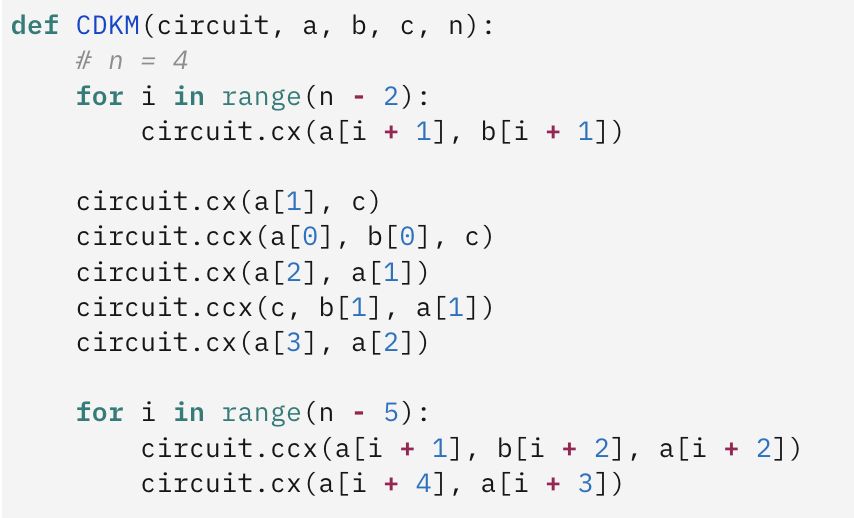 def CDKM(circuit, a, b, c, n):
    # n = 4
    for i in range(n - 2):
        circuit.cx(a[i + 1], b[i + 1])

    circuit.cx(a[1], c)
    circuit.ccx(a[0], b[0], c)
    circuit.cx(a[2], a[1])
    circuit.ccx(c, b[1], a[1])
    circuit.cx(a[3], a[2])

    for i in range(n - 5):
        circuit.ccx(a[i + 1], b[i + 2], a[i + 2])
        circuit.cx(a[i + 4], a[i + 3])